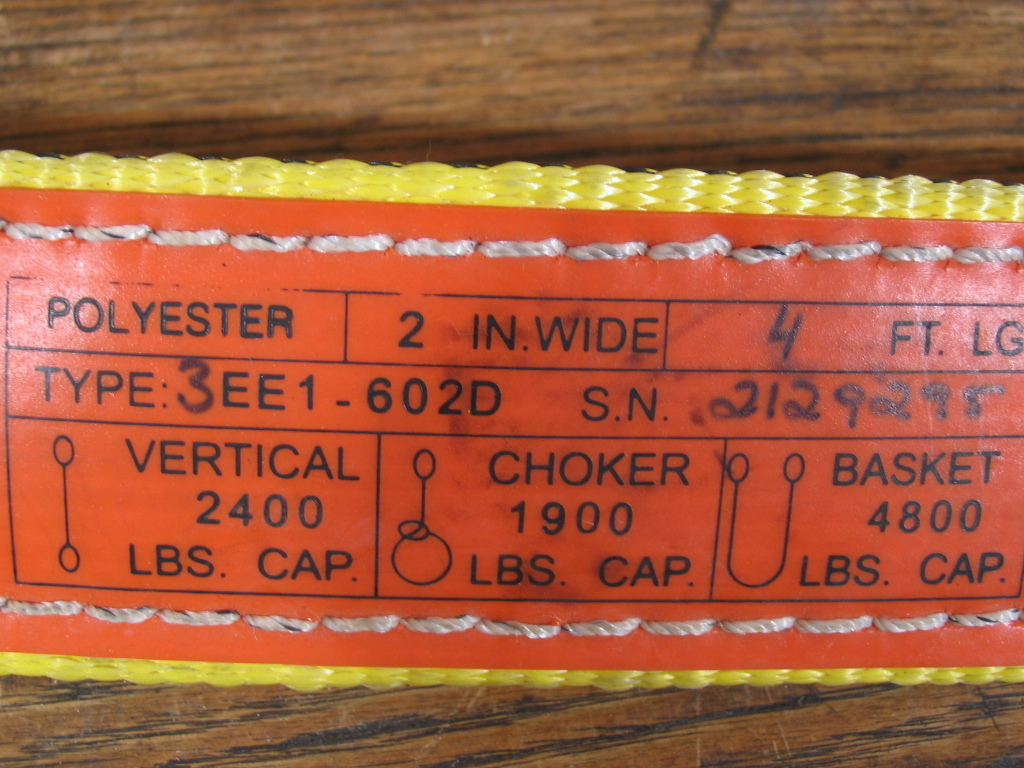 POLYESTER 2 IN.WIDE 4 FT. LG
TYPE: 3EE1-602D S.N. 2129295
VERTICAL CHOKER BASKET
2400 1900 4800
LBS. CAP. LBS. CAP. LBS. CAP.